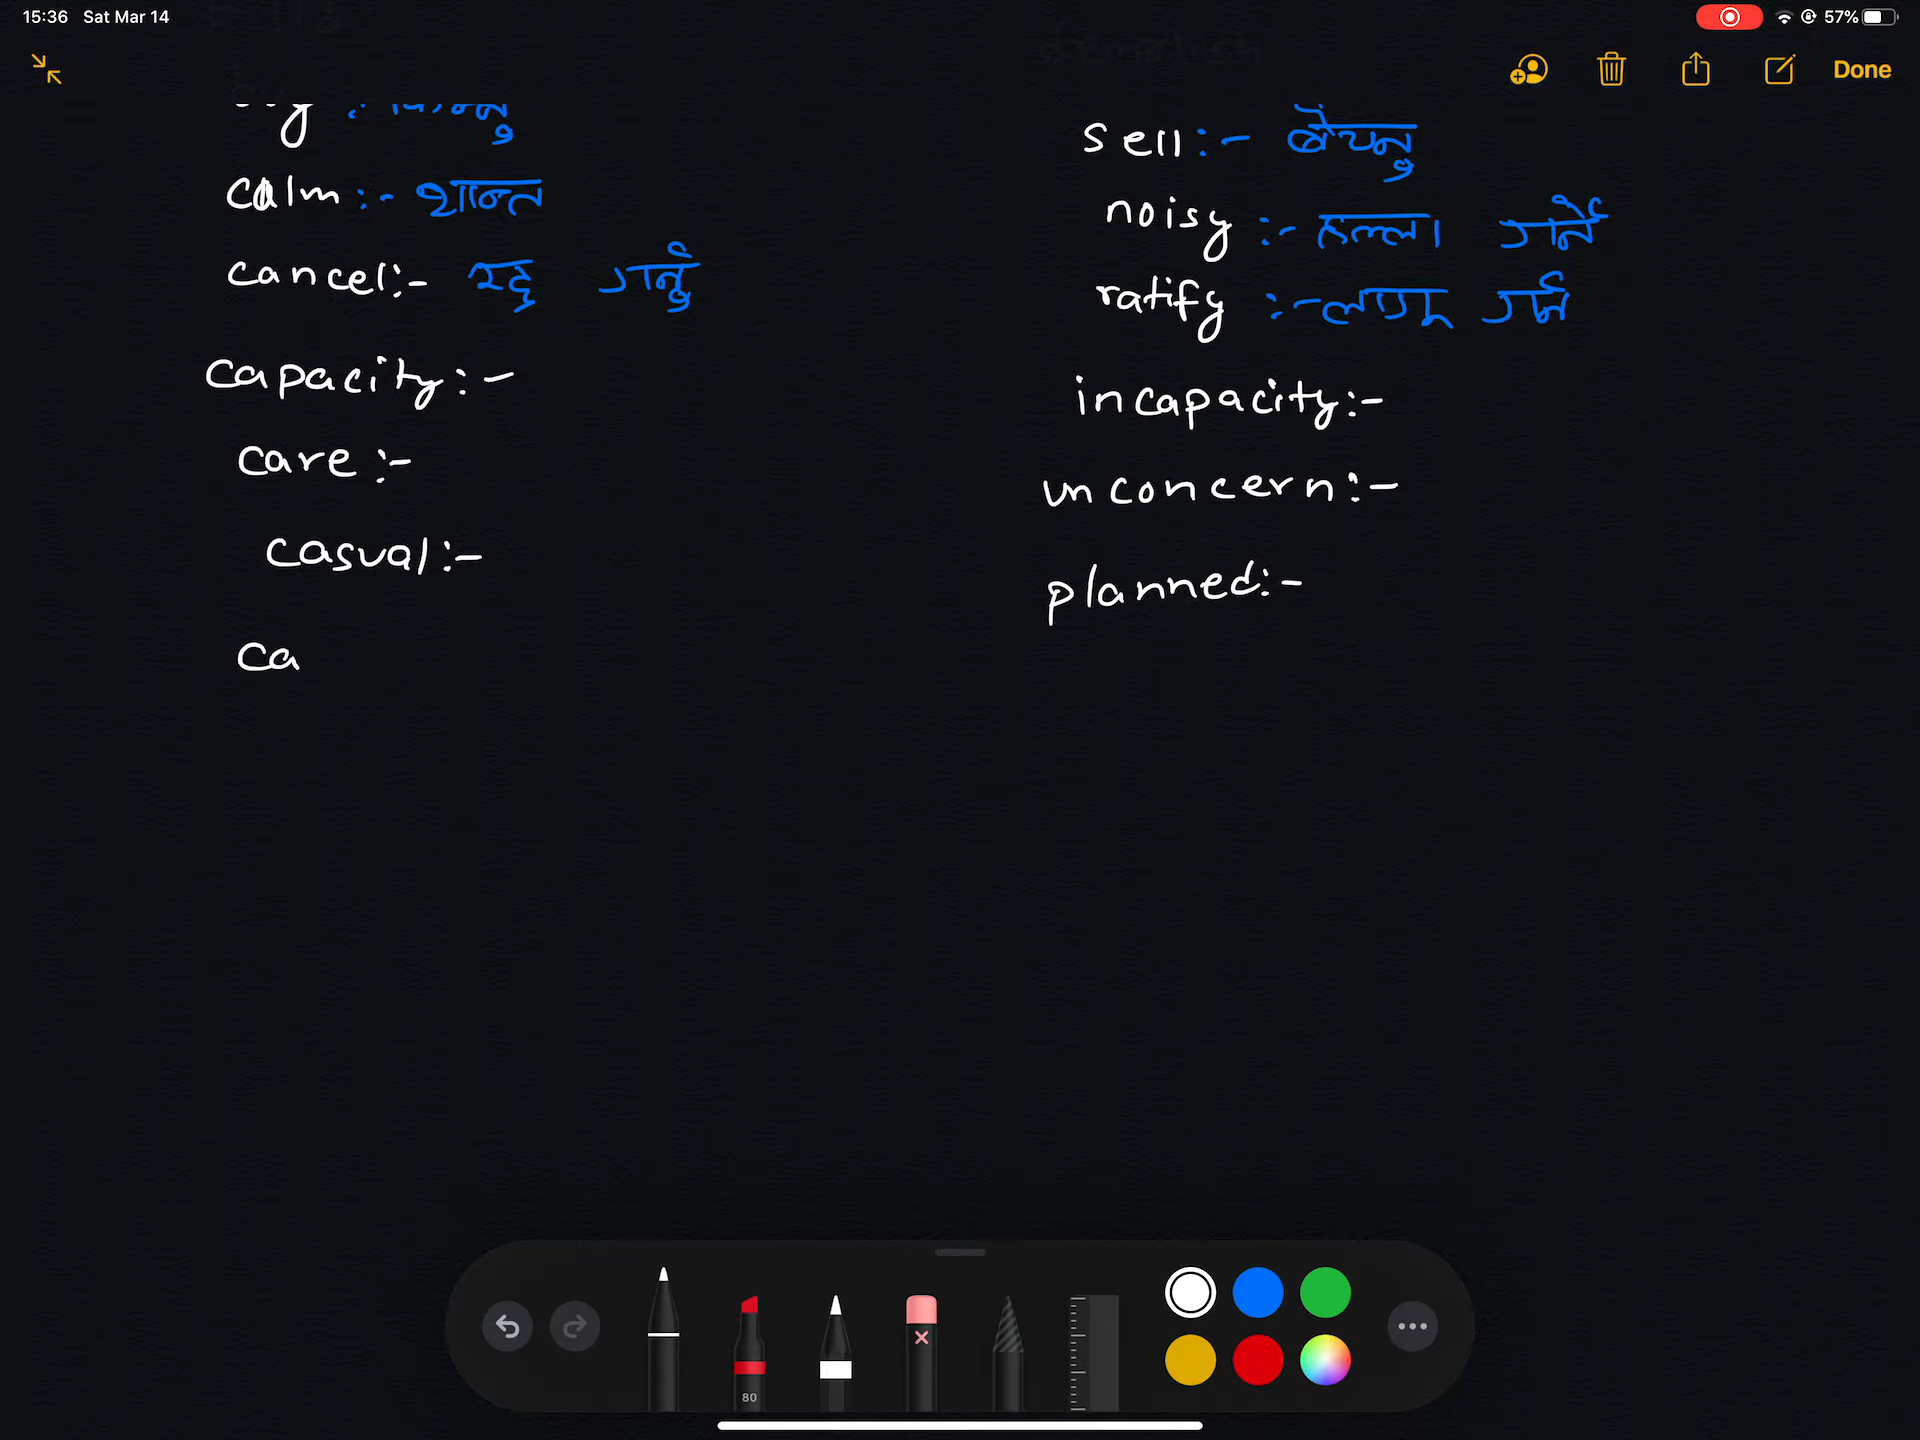 15:36 Sat Mar 14
57%
Done
calm :- शान्त
sell :- बेचनु
noisy :- हल्ला गर्ने
cancel :- रद्द गर्नु
ratify :- लागू गर्ने
capacity :-
incapacity :-
care :-
unconcern :-
casual :-
planned :-
ca
80